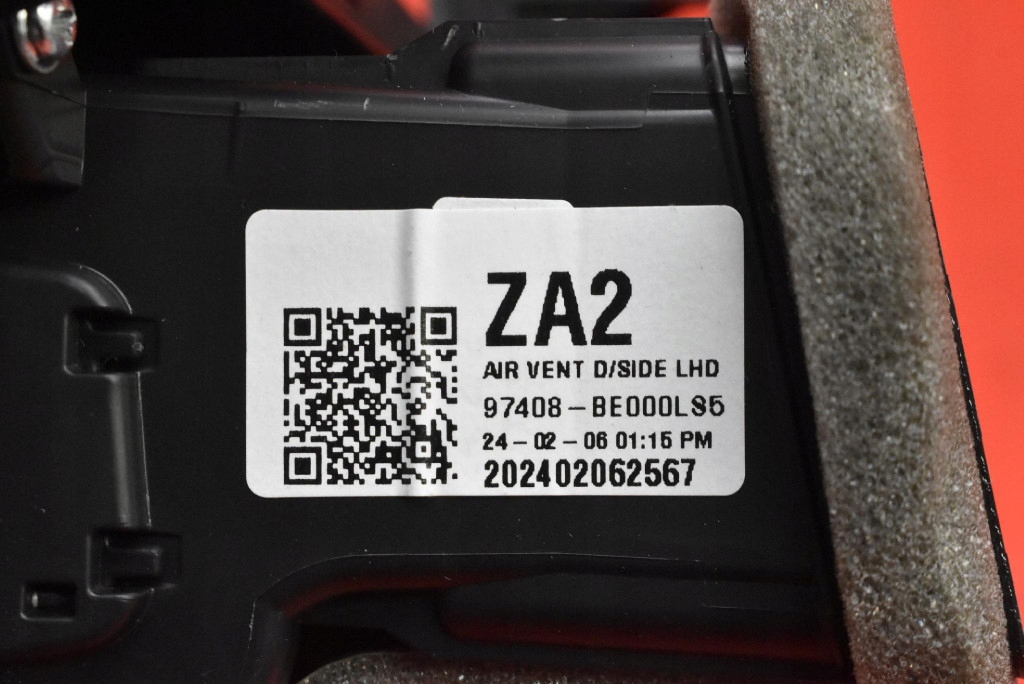 ZA2
AIR VENT D/SIDE LHD
97408-BE000LS5
24-02-06 01:15 PM
202402062567